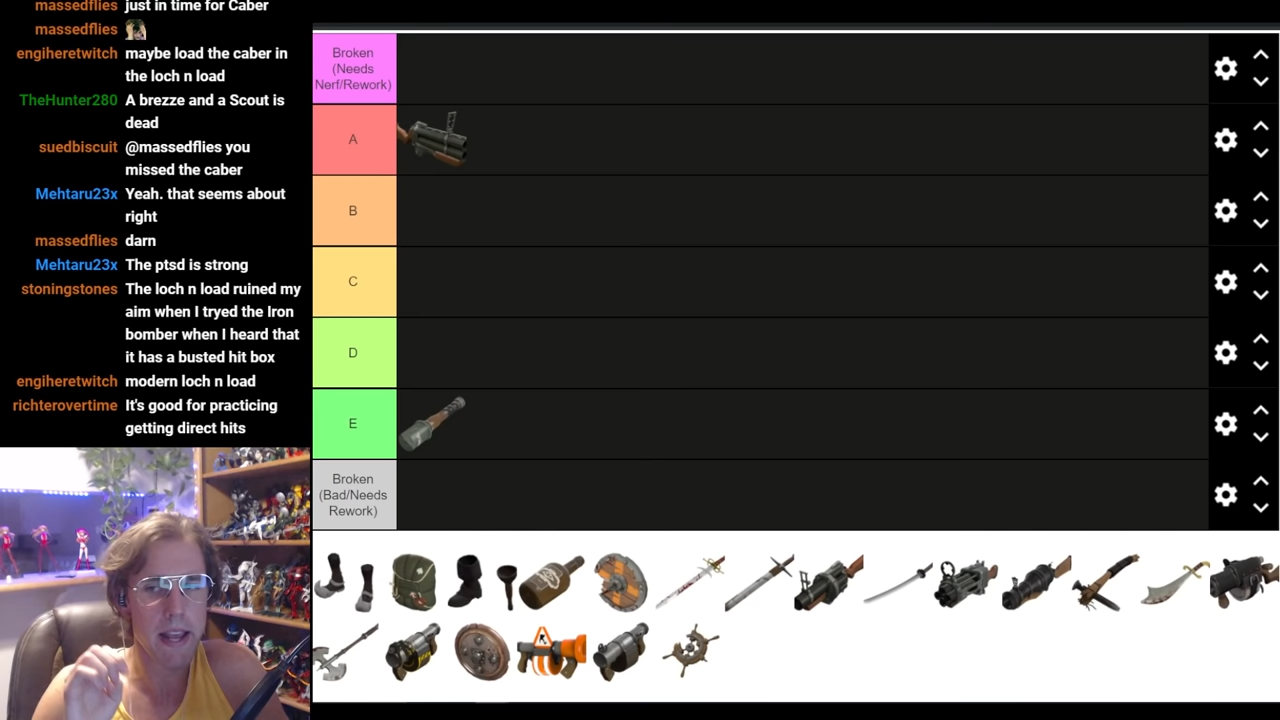 massedflies just in time for Caber
massedflies
engiheretwitch maybe load the caber in
the loch n load
TheHunter280 A brezze and a Scout is
dead
suedbiscuit @massedflies you
missed the caber
Mehtaru23x Yeah. that seems about
right
massedflies darn
Mehtaru23x The ptsd is strong
stoningstones The loch n load ruined my
aim when I tryed the Iron
bomber when I heard that
it has a busted hit box
engiheretwitch modern loch n load
richterovertime It's good for practicing
getting direct hits
Broken
(Needs
Nerf/Rework)
A
B
C
D
E
Broken
(Bad/Needs
Rework)